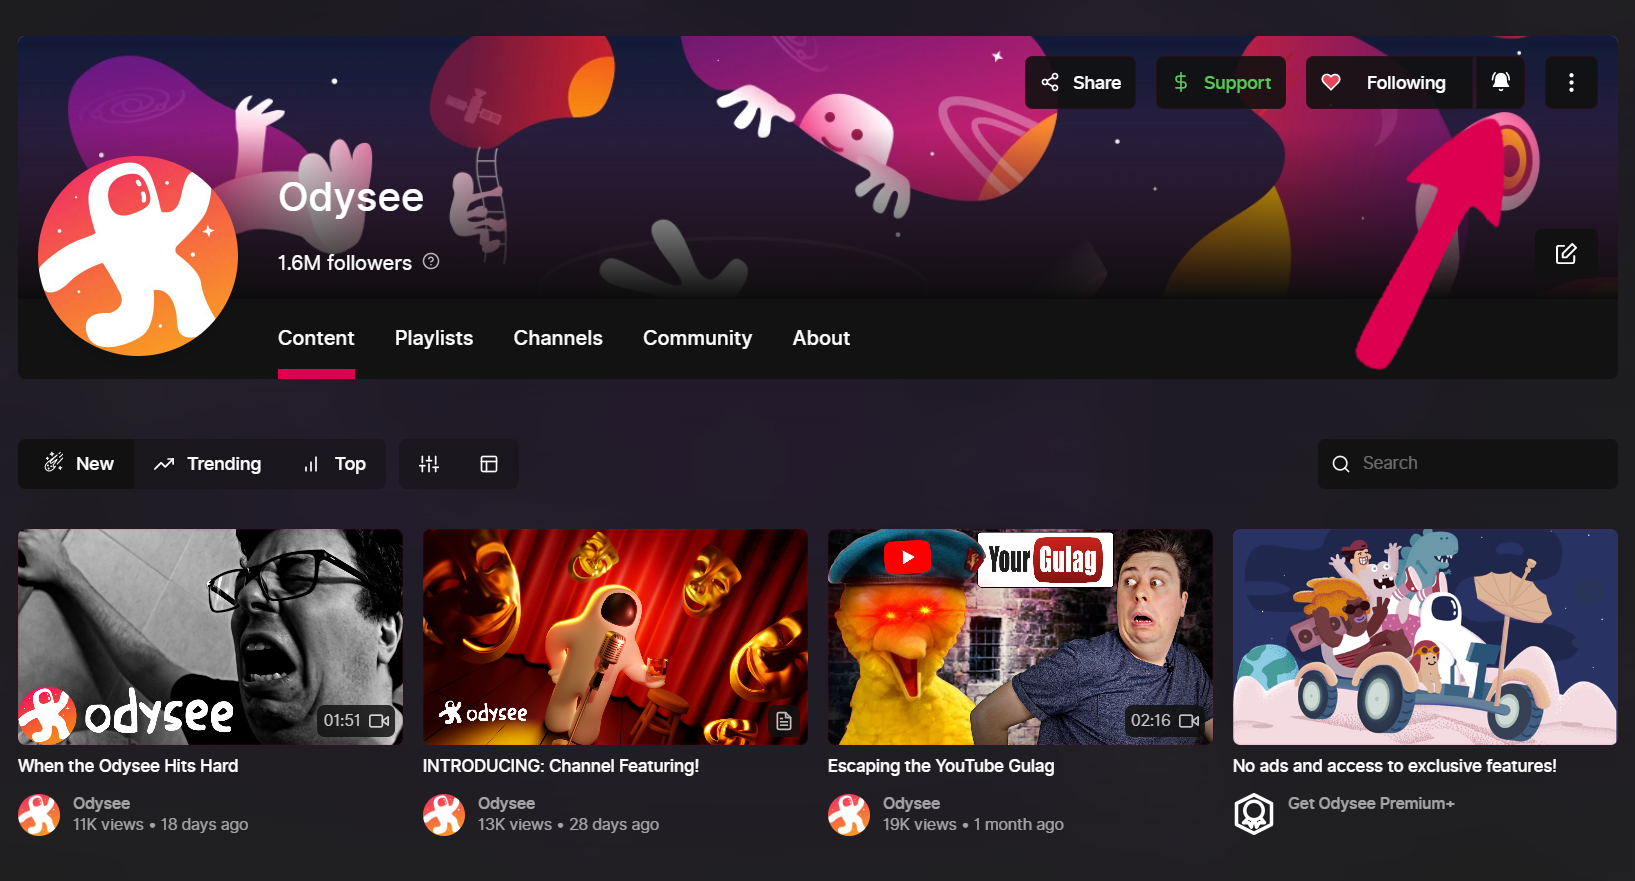 Share
Support
Following
Odysee
1.6M followers
Content
Playlists
Channels
Community
About
New
Trending
Top
Search
odysee
01:51
When the Odysee Hits Hard
Odysee
11K views • 18 days ago
odysee
INTRODUCING: Channel Featuring!
Odysee
13K views • 28 days ago
Your Gulag
02:16
Escaping the YouTube Gulag
Odysee
19K views • 1 month ago
No ads and access to exclusive features!
Get Odysee Premium+